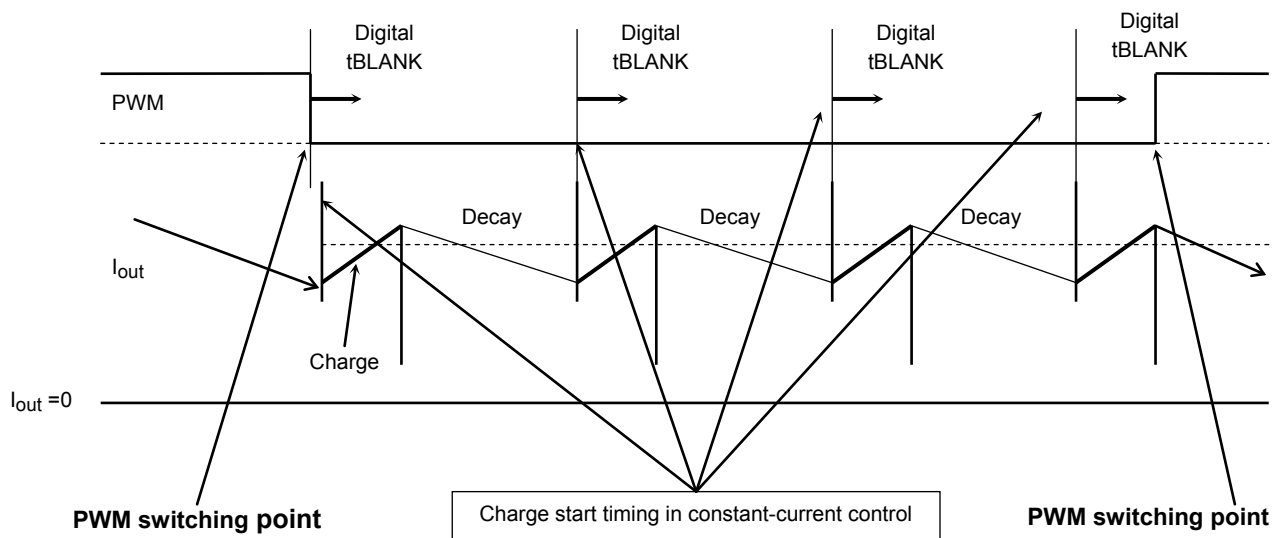 Digital
tBLANK
Digital
tBLANK
Digital
tBLANK
Digital
tBLANK
PWM
Decay
Decay
Decay
Iout
Charge
Iout =0
PWM switching point
Charge start timing in constant-current control
PWM switching point